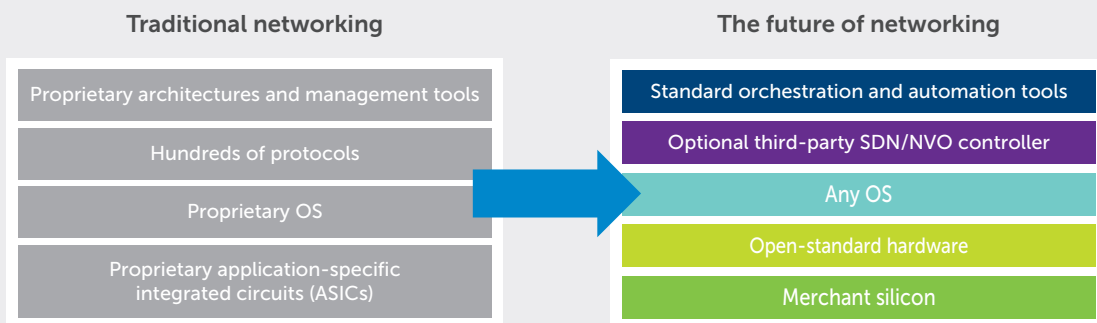 Traditional networking
Proprietary architectures and management tools
Hundreds of protocols
Proprietary OS
Proprietary application-specific
integrated circuits (ASICs)
The future of networking
Standard orchestration and automation tools
Optional third-party SDN/NVO controller
Any OS
Open-standard hardware
Merchant silicon